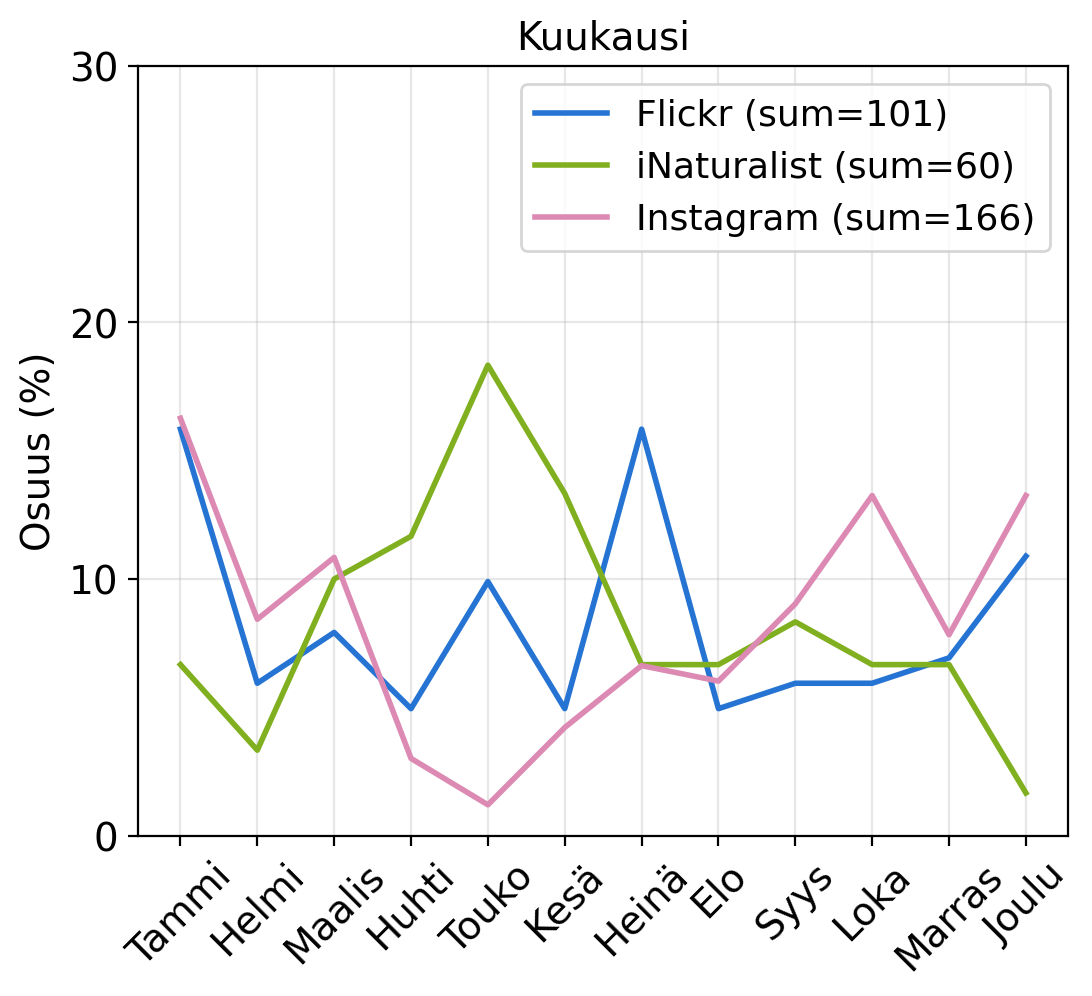 Kuukausi
30
20
10
0
Osuus (%)
Flickr (sum=101)
iNaturalist (sum=60)
Instagram (sum=166)
Tammi
Helmi
Maalis
Huhti
Touko
Kesä
Heinä
Elo
Syys
Loka
Marras
Joulu